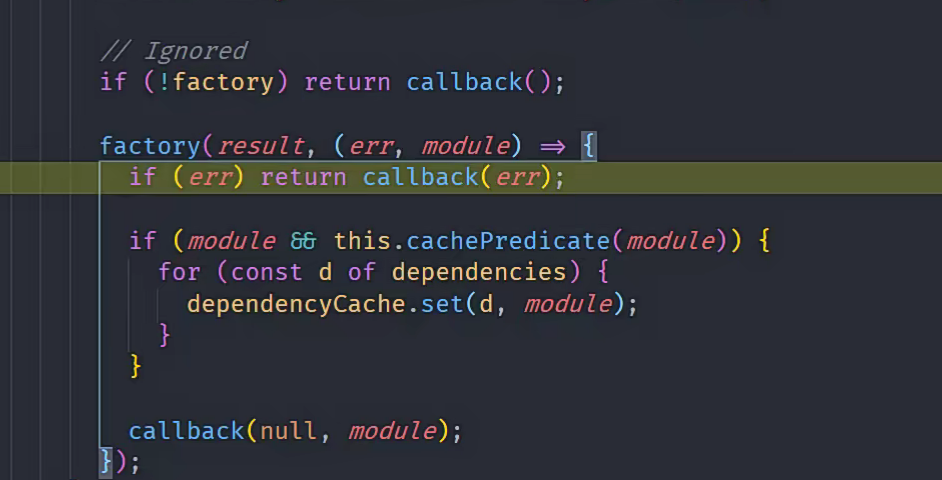 // Ignored
if (!factory) return callback();
factory(result, (err, module) => {
if (err) return callback(err);
if (module && this.cachePredicate(module)) {
for (const d of dependencies) {
dependencyCache.set(d, module);
}
}
callback(null, module);
});